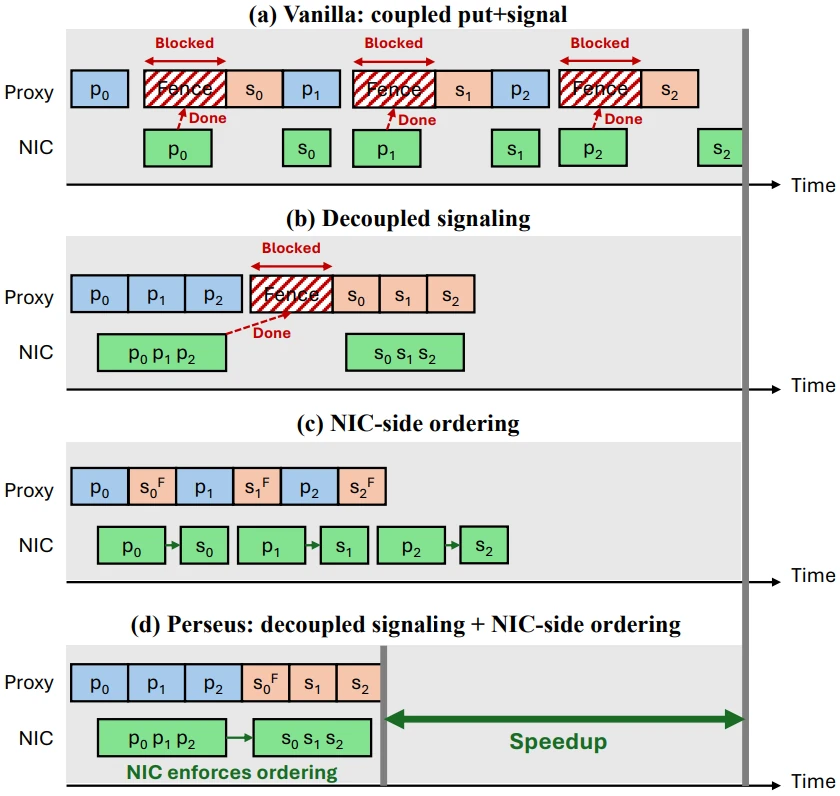 (a) Vanilla: coupled put+signal
Blocked Blocked Blocked
Proxy p0 Fence s0 p1 Fence s1 p2 Fence s2
Done Done Done
NIC p0 s0 p1 s1 p2 s2
Time
(b) Decoupled signaling
Blocked
Proxy p0 p1 p2 Fence s0 s1 s2
Done
NIC p0 p1 p2 s0 s1 s2
Time
(c) NIC-side ordering
Proxy p0 s0F p1 s1F p2 s2F
NIC p0 s0 p1 s1 p2 s2
Time
(d) Perseus: decoupled signaling + NIC-side ordering
Proxy p0 p1 p2 s0F s1 s2
NIC p0 p1 p2 s0 s1 s2
Speedup
NIC enforces ordering
Time